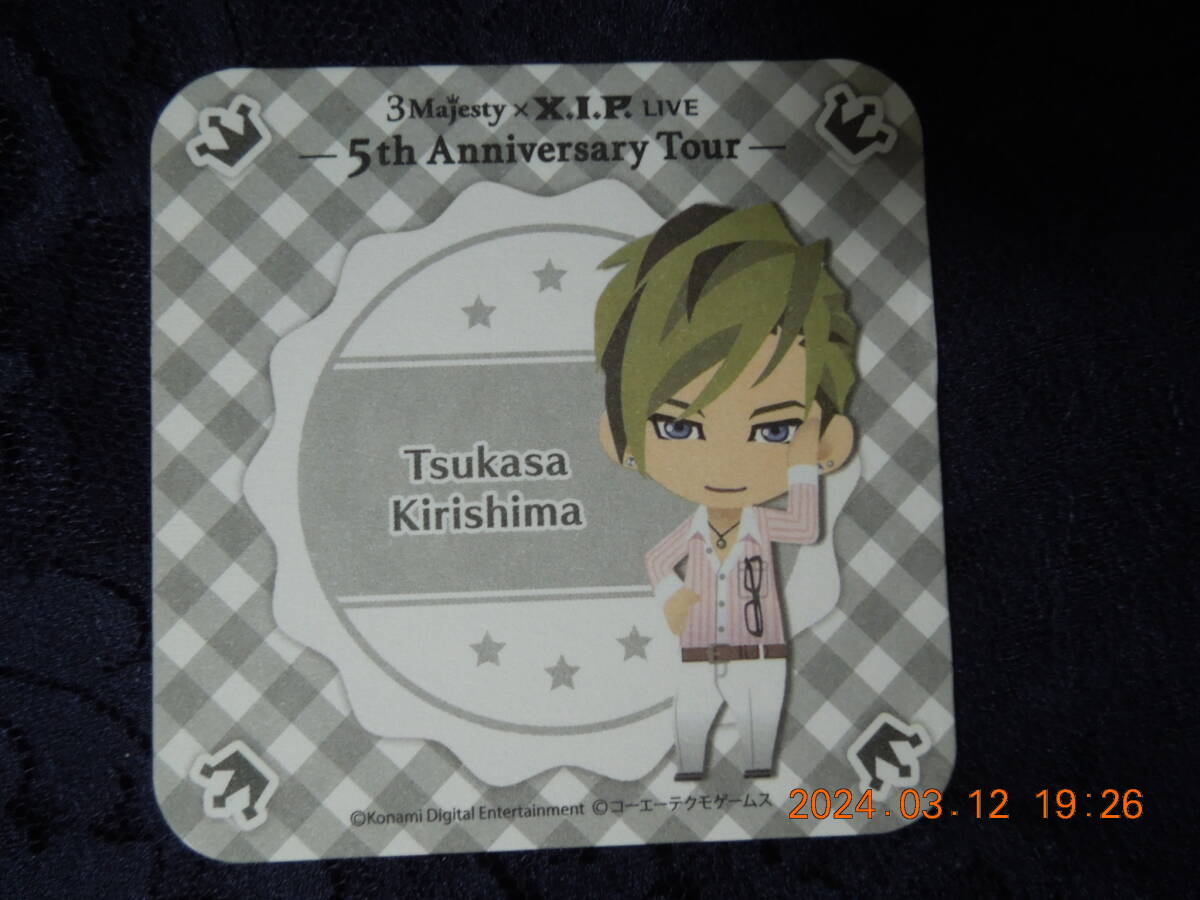 3 Majesty × X.I.P. LIVE
— 5th Anniversary Tour —
Tsukasa
Kirishima
©Konami Digital Entertainment ©コーエーテクモゲームス
2024.03.12 19:26